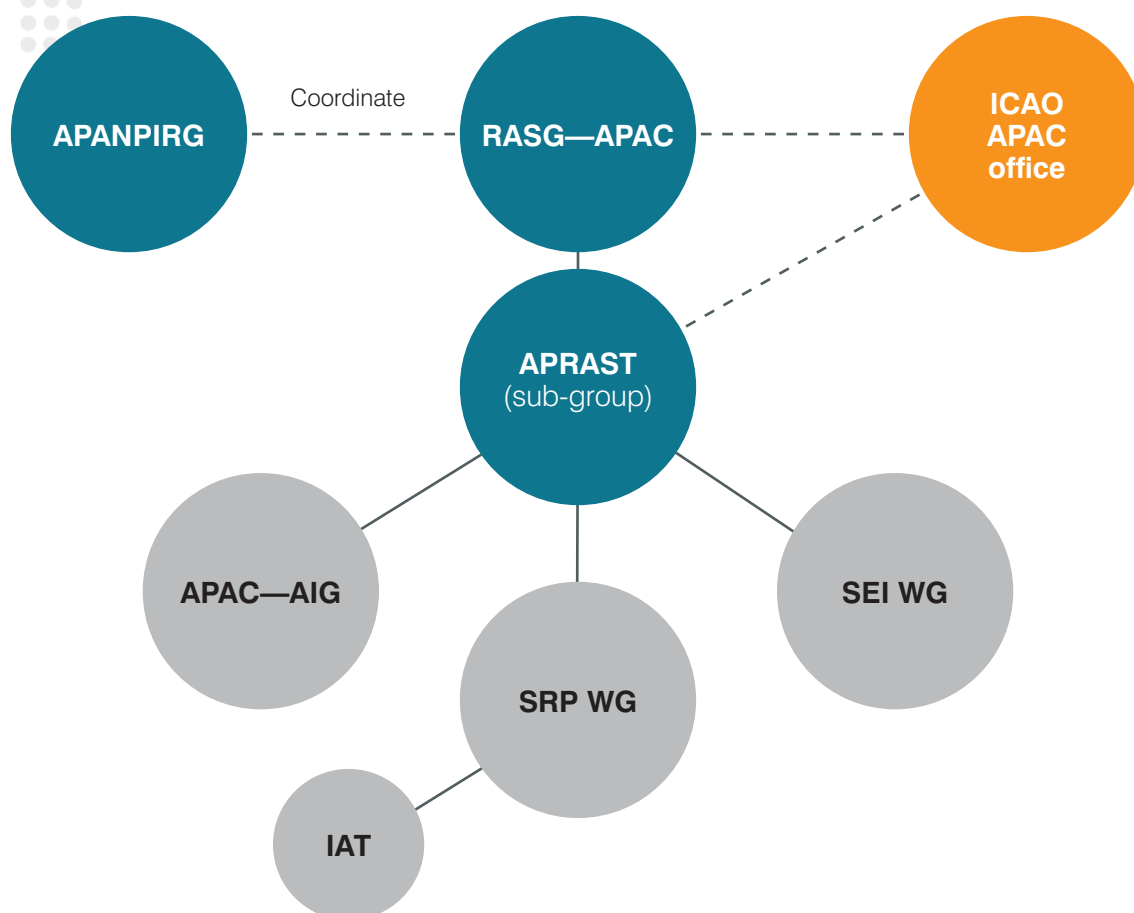 APANPIRG
Coordinate
RASG—APAC
ICAO
APAC
office
APRAST
(sub-group)
APAC—AIG
SRP WG
SEI WG
IAT